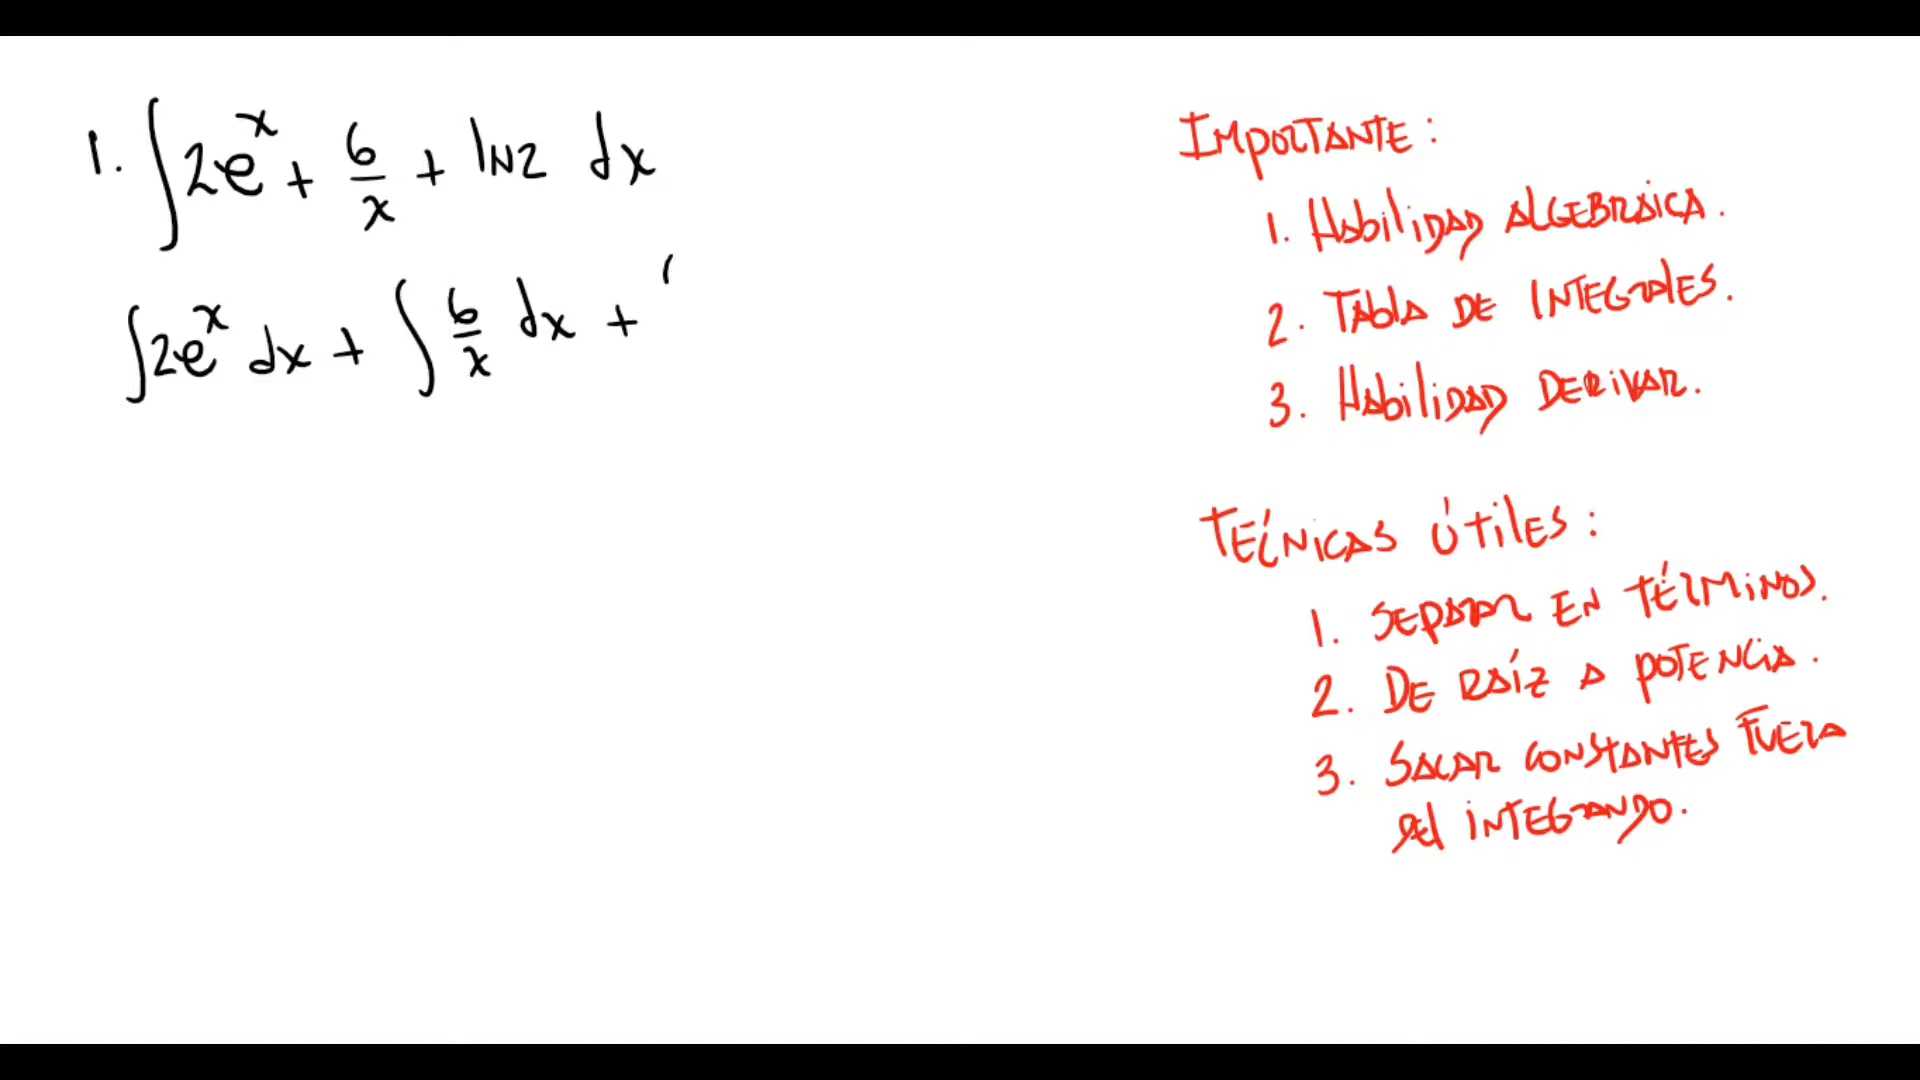 1. ∫2e^x + 6/x + ln2 dx
∫2e^x dx + ∫ 6/x dx +
IMPORTANTE:
1. HABILIDAD ALGEBRÁICA.
2. TABLA DE INTEGRALES.
3. HABILIDAD DERIVAR.
TÉCNICAS ÚTILES:
1. SEPARAR EN TÉRMINOS.
2. DE RAÍZ A POTENCIA.
3. SACAR CONSTANTES FUERA
DEL INTEGRANDO.